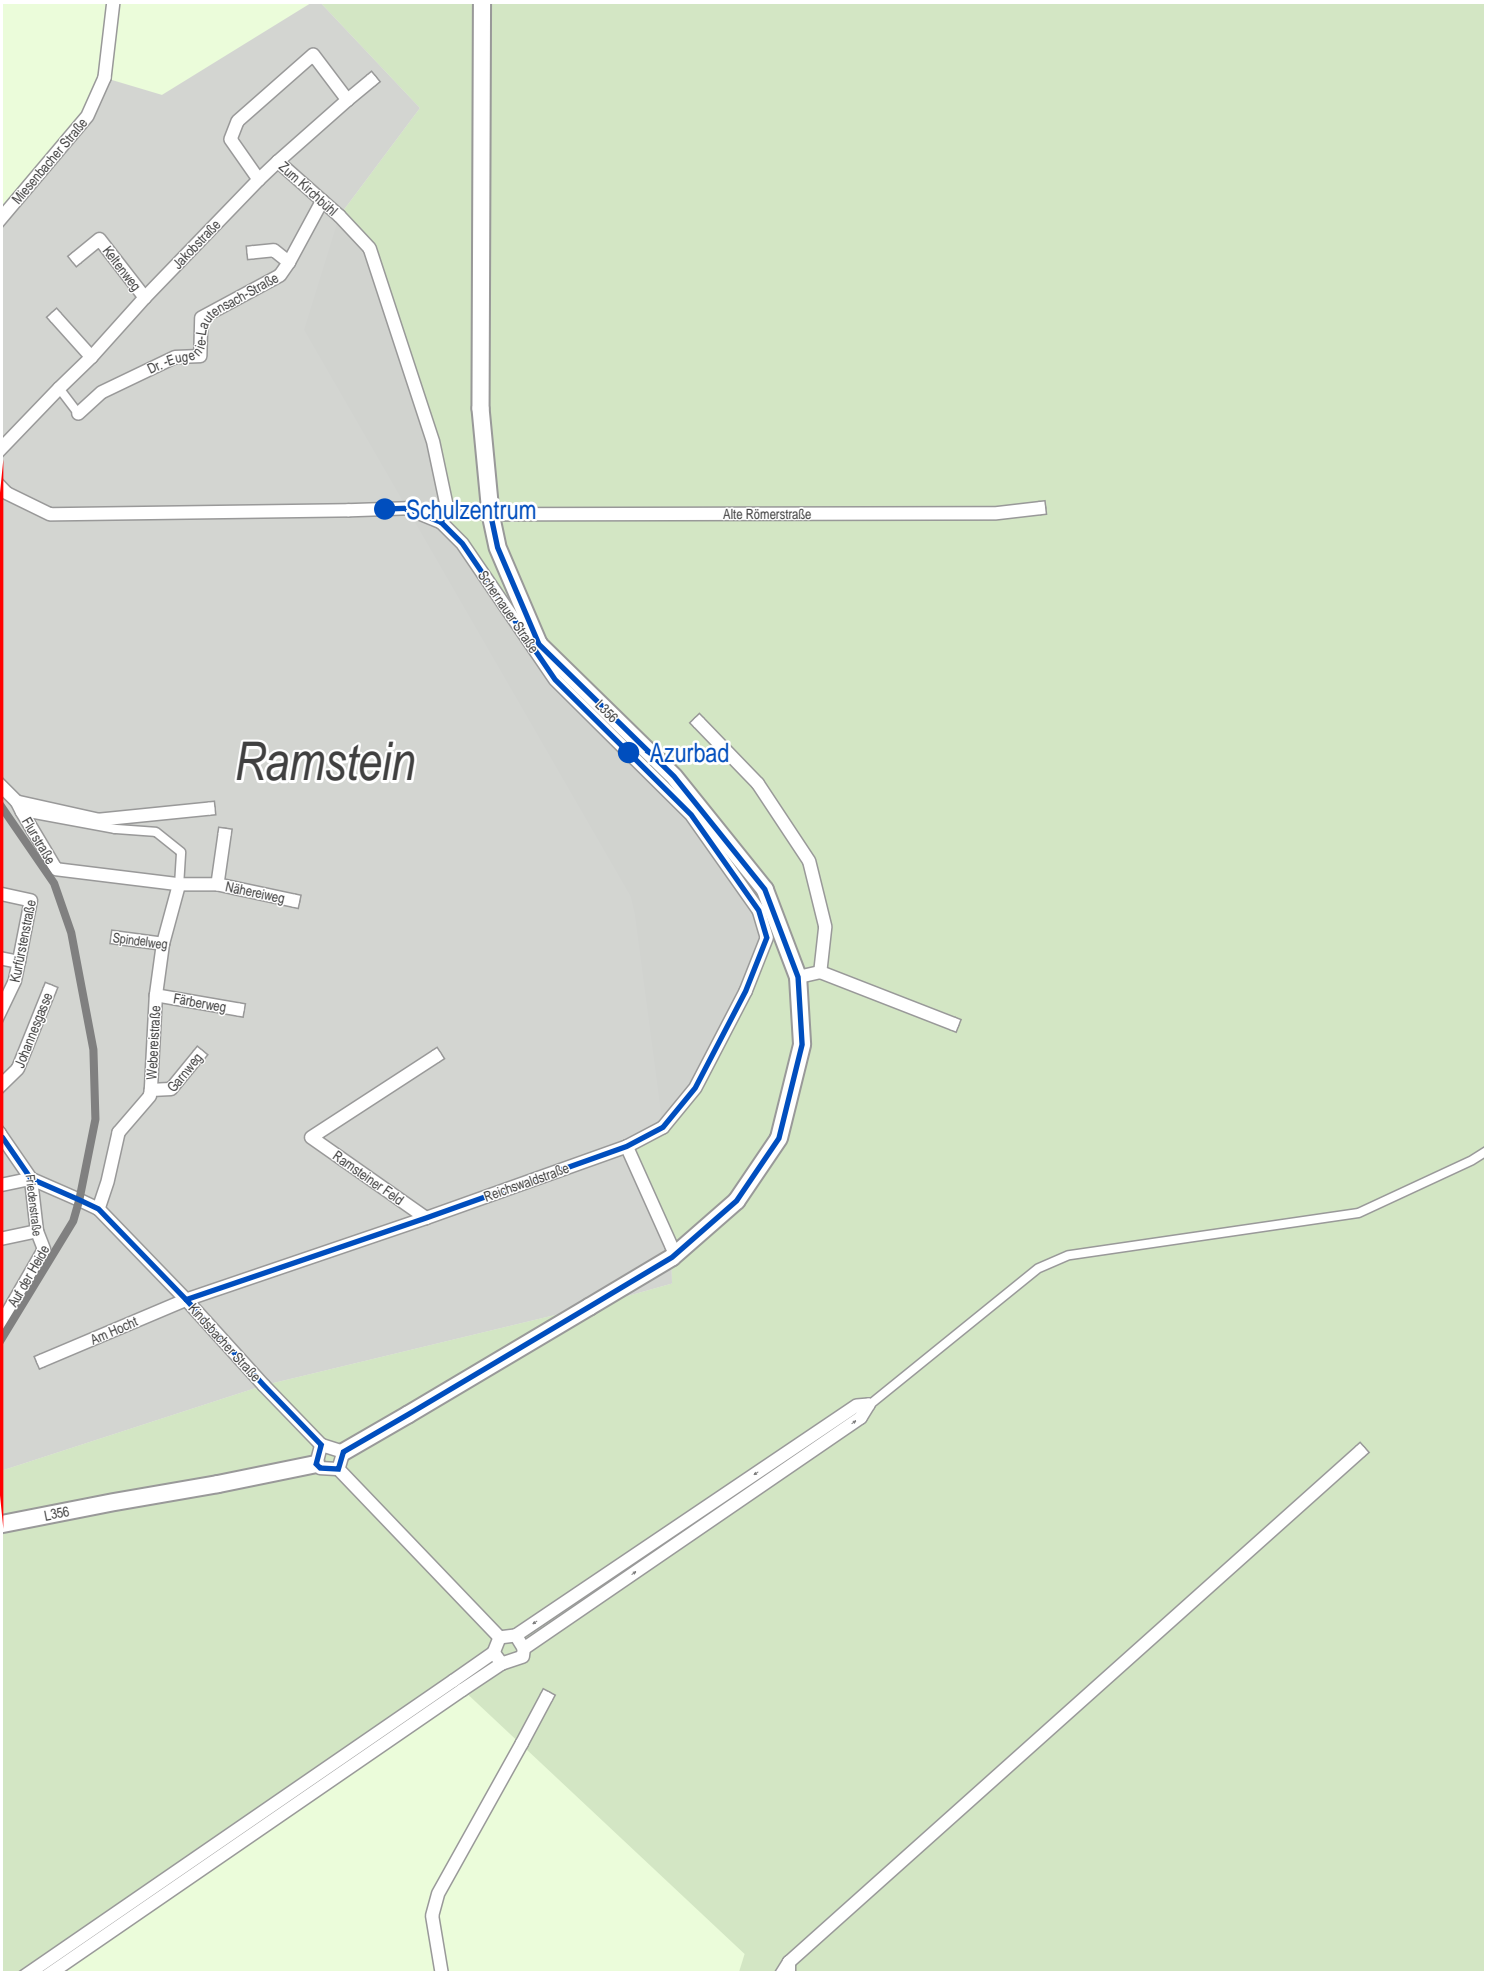 Miesenbacher Straße
Zum Kirchbühl
Jakobstraße
Keltenweg
Dr.-Eugenie-Lautensach-Straße
Schulzentrum
Alte Römerstraße
Schernauer Straße
L356
Azurbad
Ramstein
Flurstraße
Nähereiweg
Kurfürstenstraße
Spindelweg
Färberweg
Johannesgasse
Webereistraße
Garnweg
Ramsteiner Feld
Reichswaldstraße
Friedenstraße
Auf der Heide
Am Hocht
Kindsbacher Straße
L356